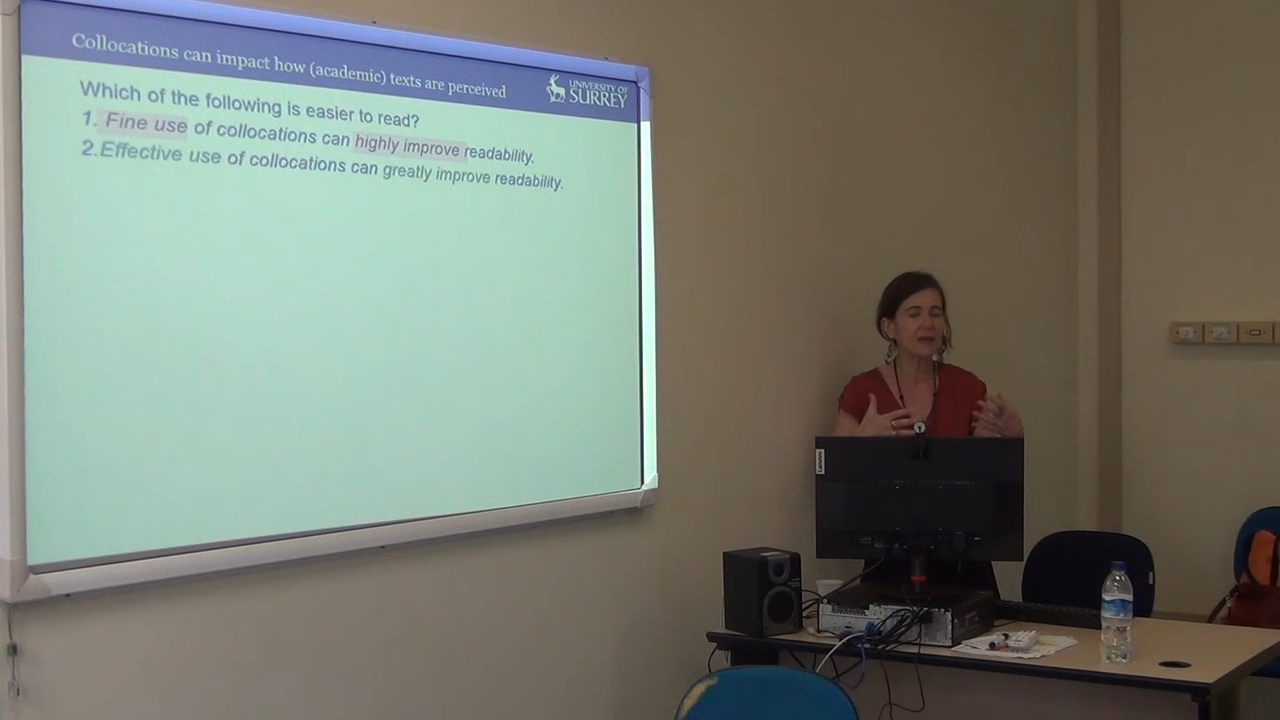 Collocations can impact how (academic) texts are perceived
UNIVERSITY OF
SURREY
Which of the following is easier to read?
1. Fine use of collocations can highly improve readability.
2.Effective use of collocations can greatly improve readability.
Lenovo